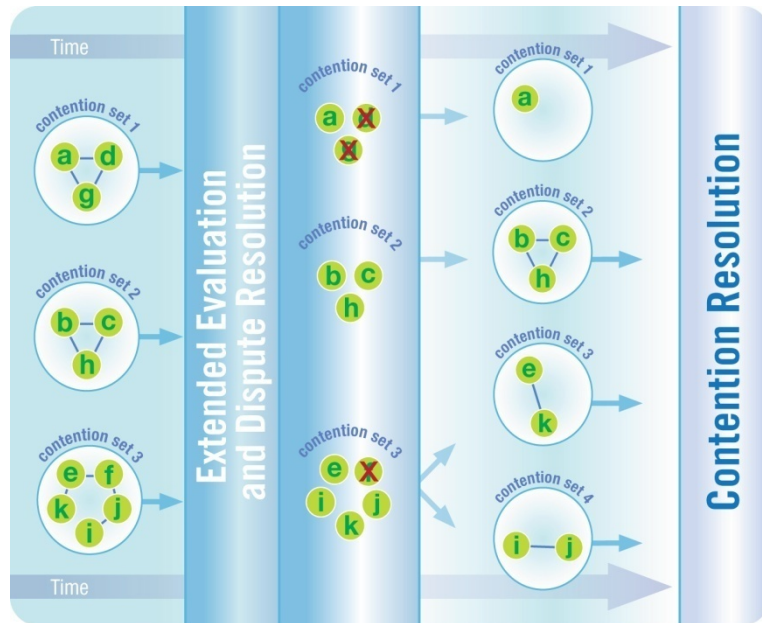 Time
contention set 1
a
d
g
contention set 2
b
c
h
contention set 3
e
f
k
j
i
Extended Evaluation
and Dispute Resolution
contention set 1
a
contention set 2
b
c
h
contention set 3
e
i
j
k
contention set 1
a
contention set 2
b
c
h
contention set 3
e
k
contention set 4
i
j
Contention Resolution
Time